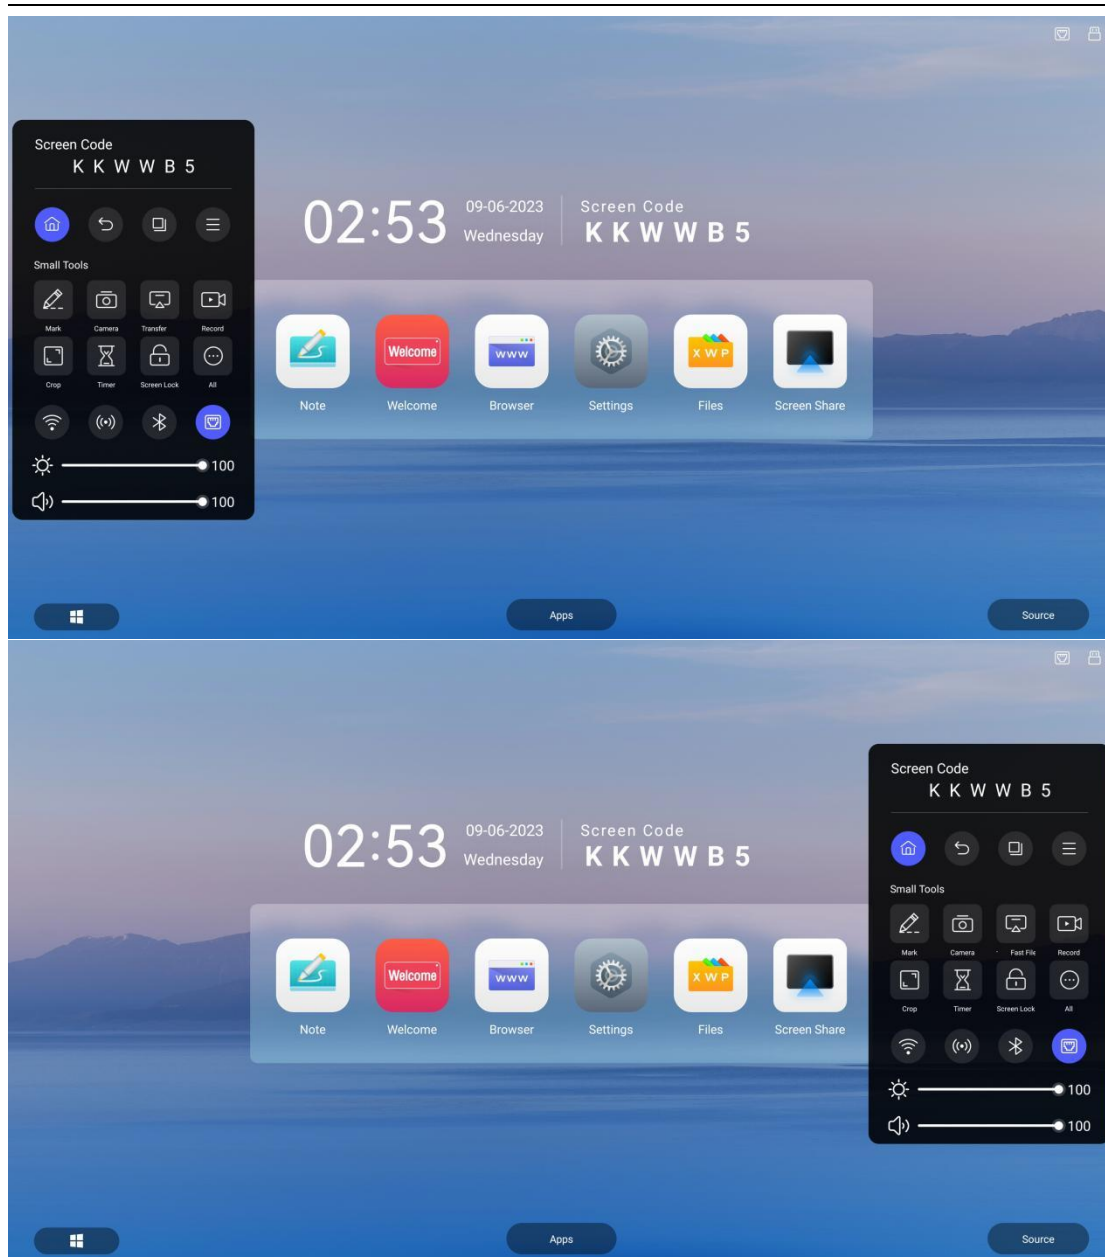 Screen Code
K K W W B 5
Small Tools
Mark Camera Transfer Record
Crop Timer Screen Lock All
100
100
02:53
09-06-2023
Wednesday
Screen Code
K K W W B 5
Welcome
www
X W P
Note Welcome Browser Settings Files Screen Share
Apps
Source
02:53
09-06-2023
Wednesday
Screen Code
K K W W B 5
Welcome
www
X W P
Note Welcome Browser Settings Files Screen Share
Screen Code
K K W W B 5
Small Tools
Mark Camera Fast File Record
Crop Timer Screen Lock All
100
100
Apps
Source